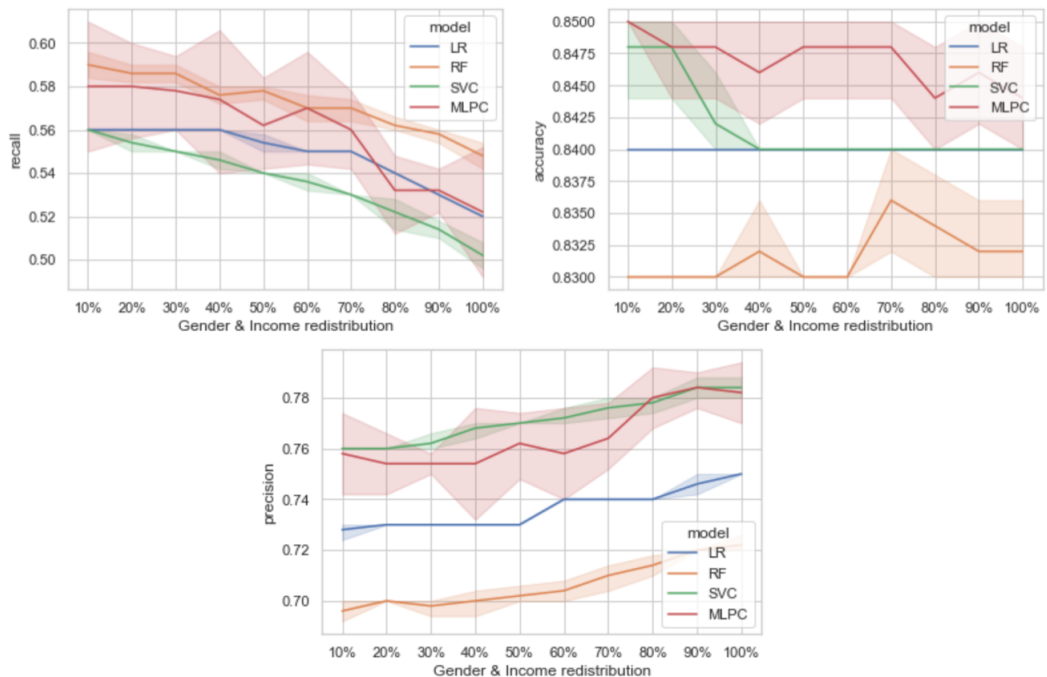 model
LR
RF
SVC
MLPC
0.60
0.58
0.56
0.54
0.52
0.50
recall
10% 20% 30% 40% 50% 60% 70% 80% 90% 100%
Gender & Income redistribution
model
LR
RF
SVC
MLPC
0.8500
0.8475
0.8450
0.8425
0.8400
0.8375
0.8350
0.8325
0.8300
accuracy
10% 20% 30% 40% 50% 60% 70% 80% 90% 100%
Gender & Income redistribution
0.78
0.76
0.74
0.72
0.70
precision
model
LR
RF
SVC
MLPC
10% 20% 30% 40% 50% 60% 70% 80% 90% 100%
Gender & Income redistribution